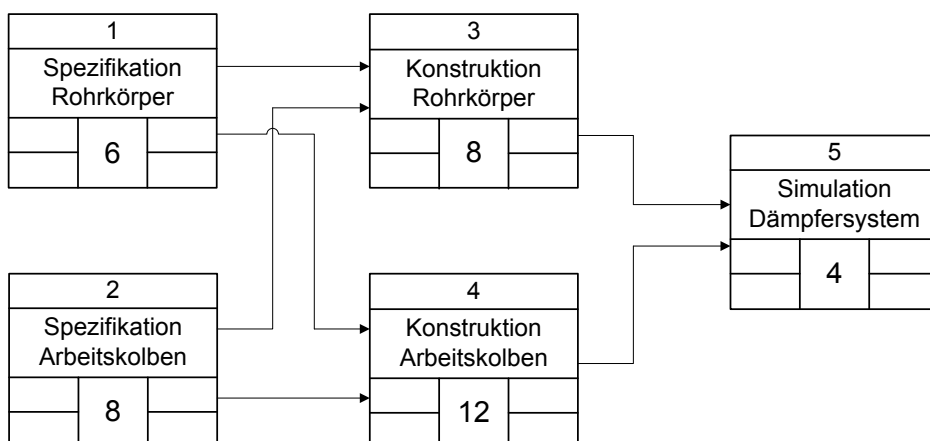 1
Spezifikation
Rohrkörper
6
3
Konstruktion
Rohrkörper
8
5
Simulation
Dämpfersystem
4
2
Spezifikation
Arbeitskolben
8
4
Konstruktion
Arbeitskolben
12